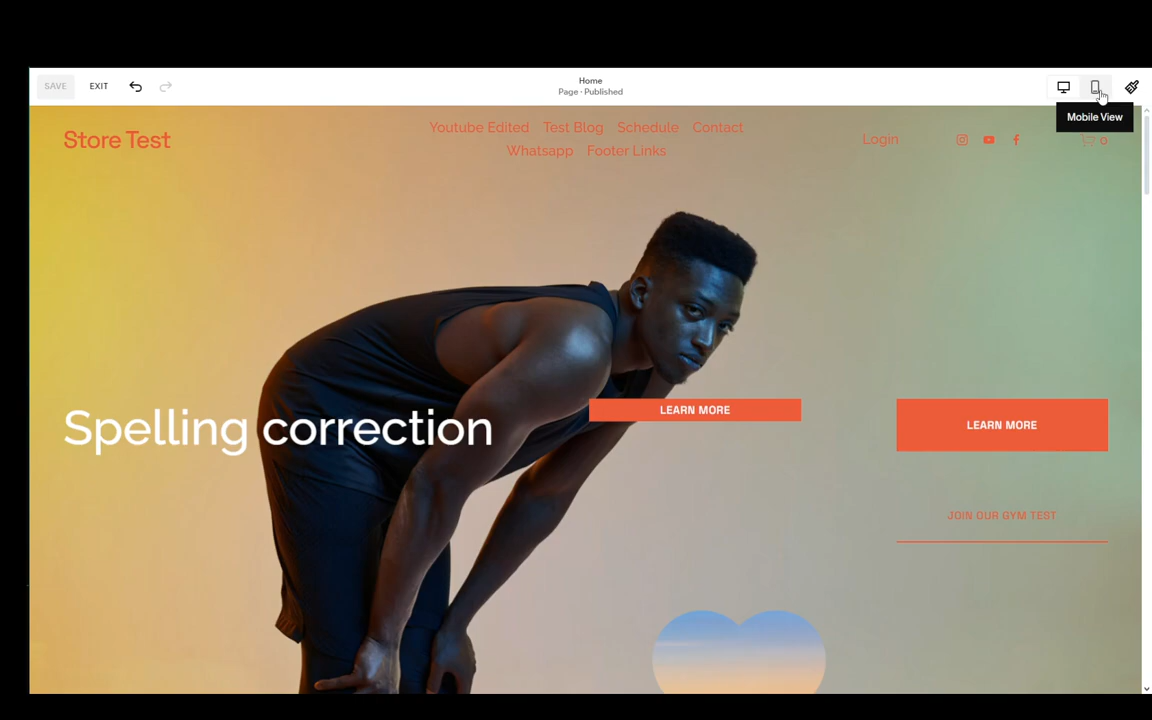 SAVE EXIT Home
Page · Published
Mobile View
Store Test Youtube Edited Test Blog Schedule Contact
Whatsapp Footer Links Login 0
Spelling correction
LEARN MORE
LEARN MORE
JOIN OUR GYM TEST